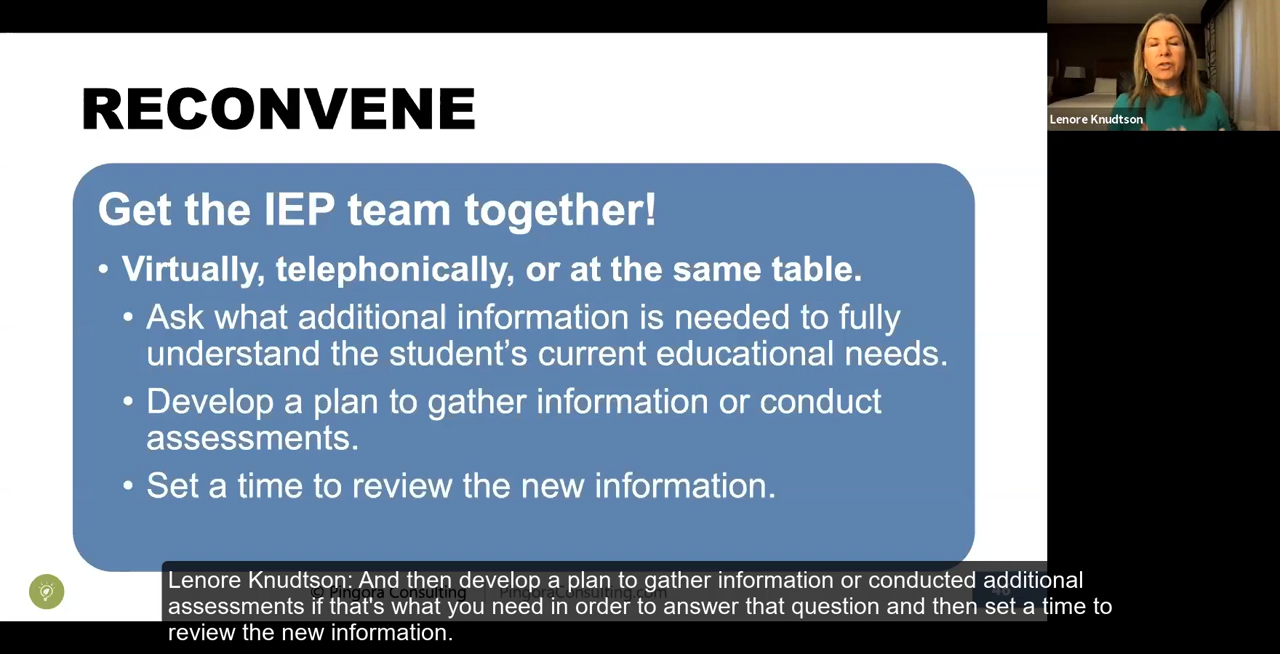 RECONVENE
Lenore Knudtson
Get the IEP team together!
• Virtually, telephonically, or at the same table.
• Ask what additional information is needed to fully
understand the student’s current educational needs.
• Develop a plan to gather information or conduct
assessments.
• Set a time to review the new information.
© Pingora Consulting | PingoraConsulting.com
Lenore Knudtson: And then develop a plan to gather information or conducted additional
assessments if that's what you need in order to answer that question and then set a time to
review the new information.